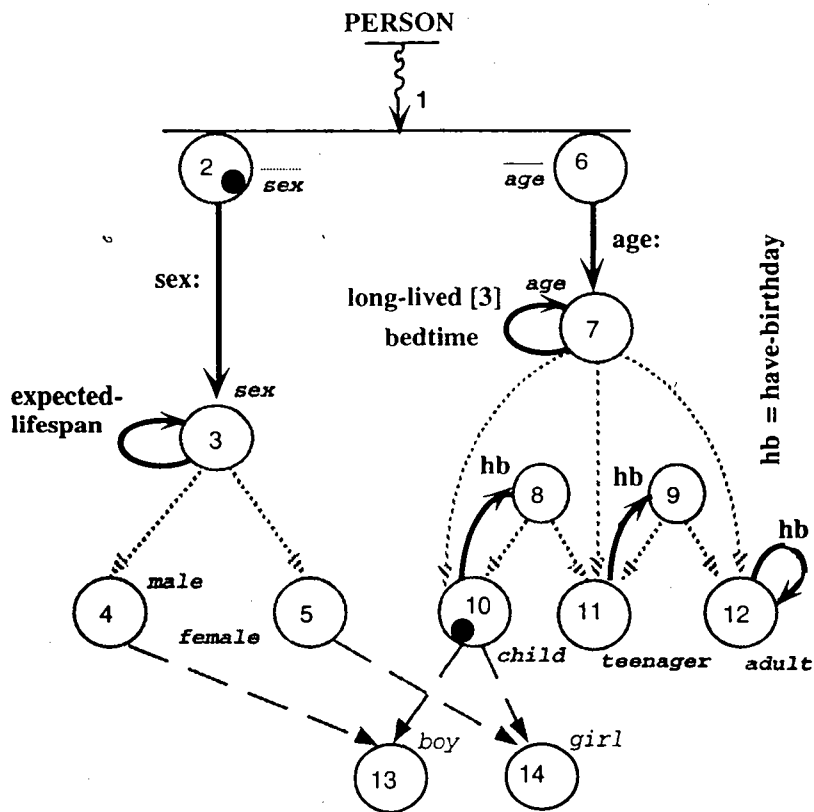 PERSON
1
2
sex
6
age
sex:
age:
long-lived [3]
bedtime
age
7
hb = have-birthday
expected-
lifespan
sex
3
hb
8
hb
9
hb
4
male
5
female
10
child
11
teenager
12
adult
13
boy
14
girl